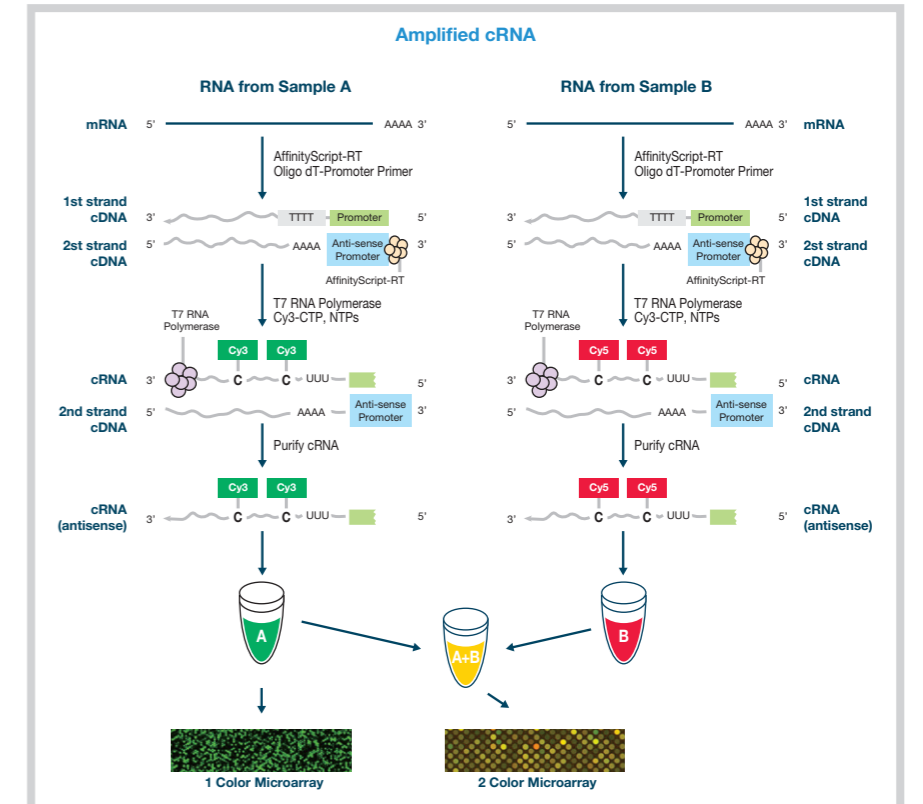 Amplified cRNA
RNA from Sample A
RNA from Sample B
mRNA 5' AAAA 3'
5' AAAA 3' mRNA
AffinityScript-RT
Oligo dT-Promoter Primer
AffinityScript-RT
Oligo dT-Promoter Primer
1st strand
cDNA
3' TTTT Promoter 5'
3' TTTT Promoter 5'
1st strand
cDNA
2st strand
cDNA
5' AAAA Anti-sense
Promoter
3'
AffinityScript-RT
5' AAAA Anti-sense
Promoter
3'
AffinityScript-RT
2st strand
cDNA
T7 RNA Polymerase
Cy3-CTP, NTPs
T7 RNA Polymerase
Cy3-CTP, NTPs
T7 RNA
Polymerase
T7 RNA
Polymerase
Cy3 Cy3
Cy5 Cy5
cRNA 3' C C UUU 5'
3' C C UUU 5' cRNA
2nd strand
cDNA
5' AAAA Anti-sense
Promoter
3'
5' AAAA Anti-sense
Promoter
3'
2nd strand
cDNA
Purify cRNA
Purify cRNA
Cy3 Cy3
Cy5 Cy5
cRNA
(antisense)
3' C C UUU 5'
3' C C UUU 5'
cRNA
(antisense)
A
A+B
B
1 Color Microarray
2 Color Microarray